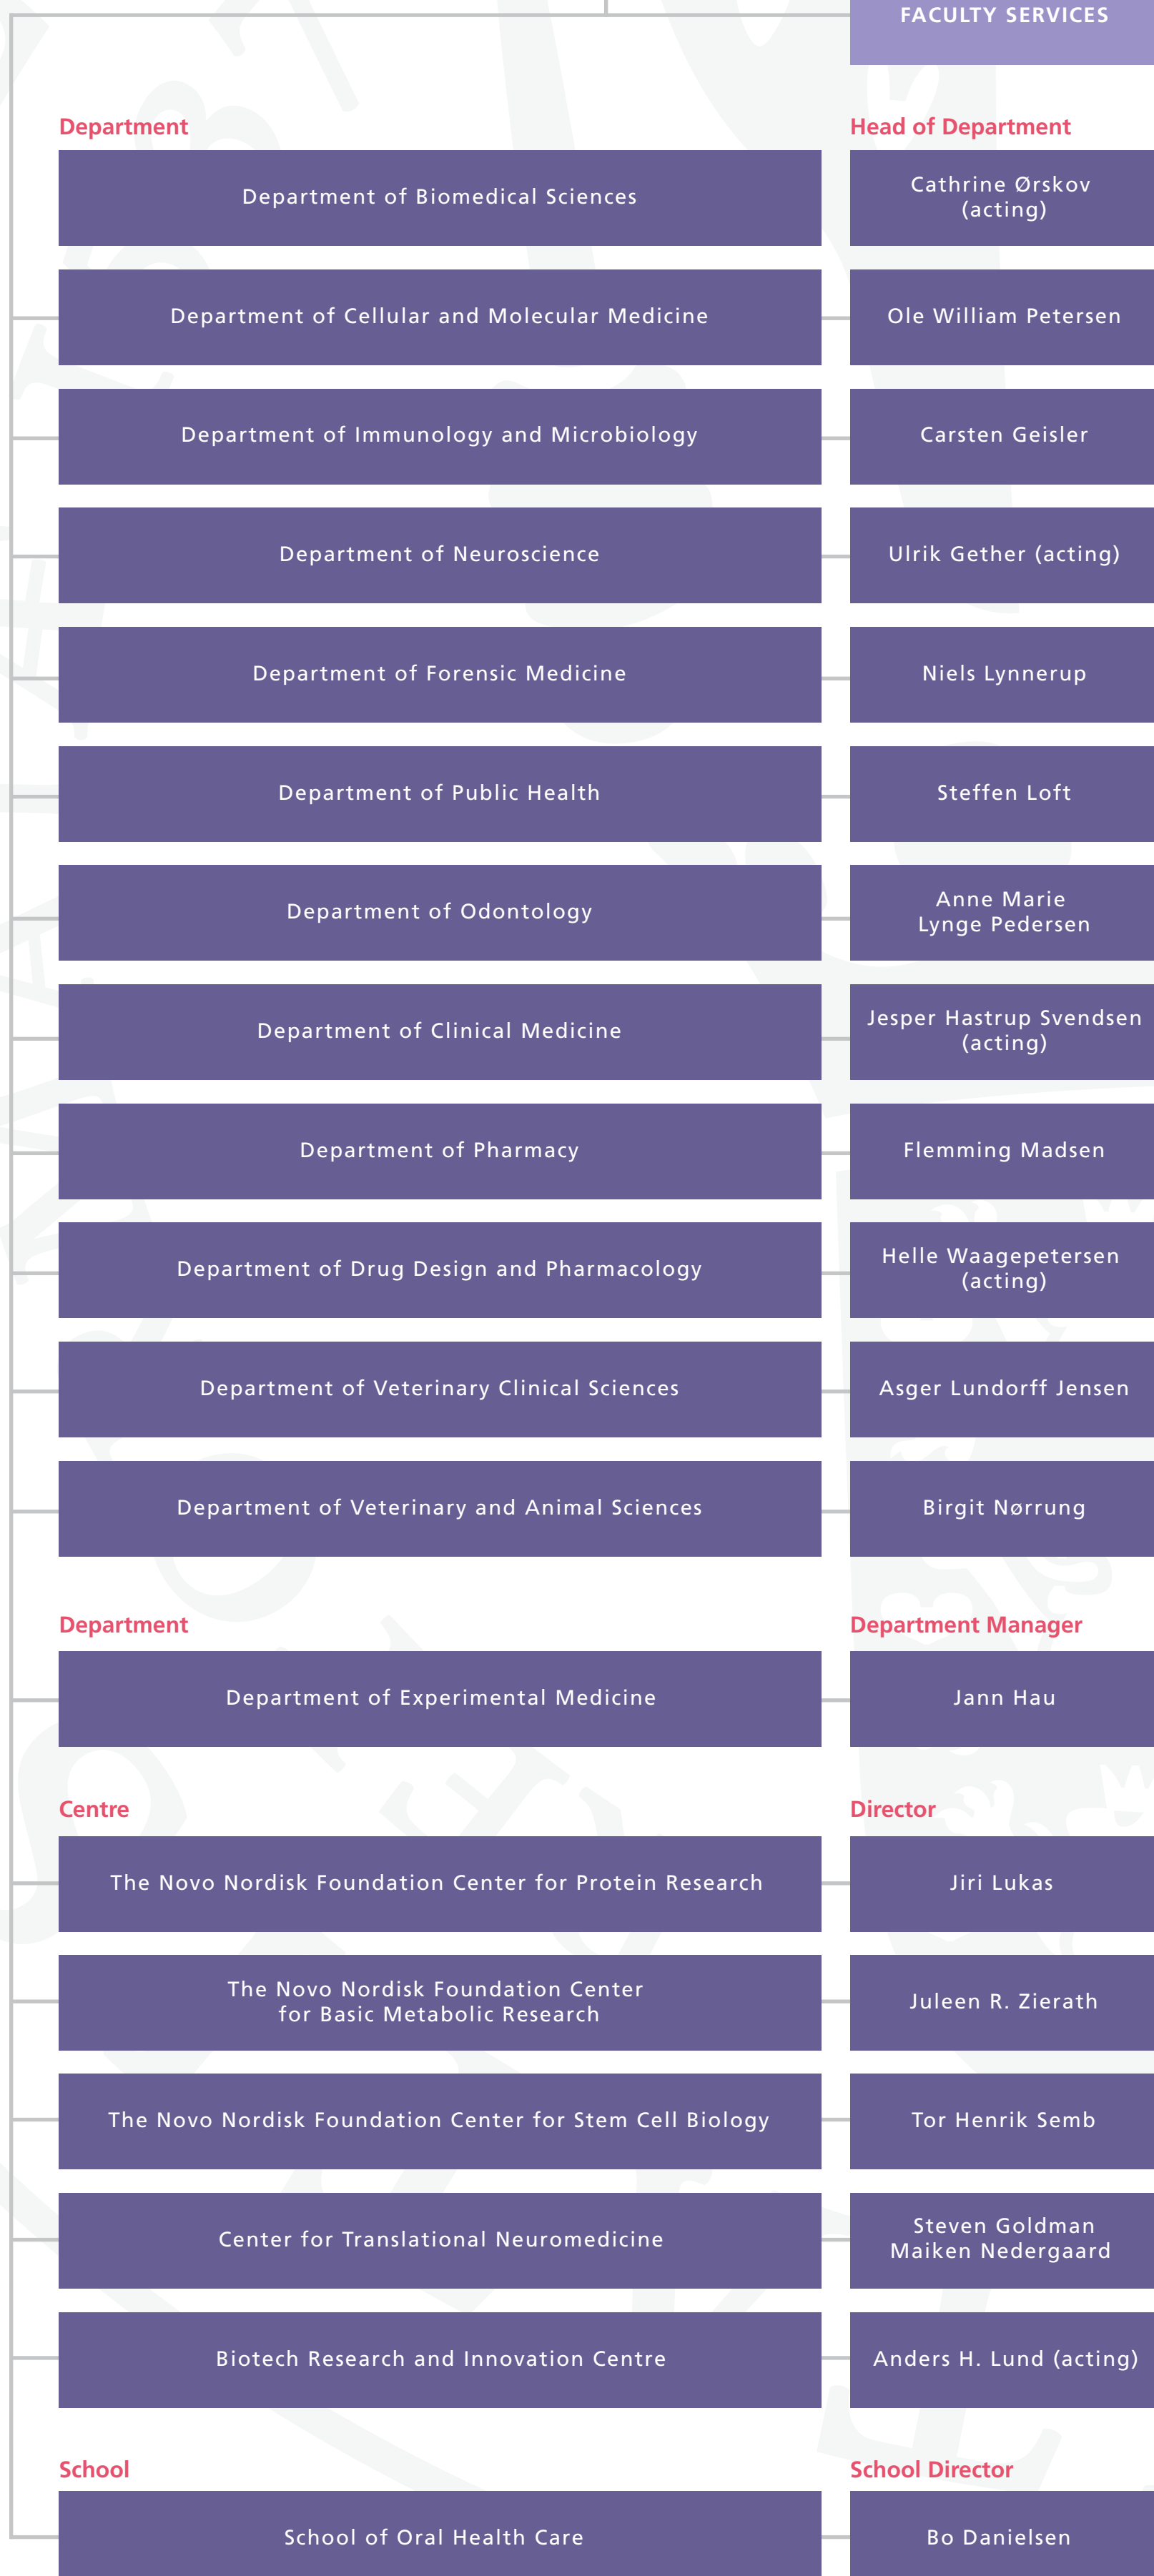 FACULTY SERVICES
Department
Head of Department
Department of Biomedical Sciences
Cathrine Ørskov
(acting)
Department of Cellular and Molecular Medicine
Ole William Petersen
Department of Immunology and Microbiology
Carsten Geisler
Department of Neuroscience
Ulrik Gether (acting)
Department of Forensic Medicine
Niels Lynnerup
Department of Public Health
Steffen Loft
Department of Odontology
Anne Marie
Lynge Pedersen
Department of Clinical Medicine
Jesper Hastrup Svendsen
(acting)
Department of Pharmacy
Flemming Madsen
Department of Drug Design and Pharmacology
Helle Waagepetersen
(acting)
Department of Veterinary Clinical Sciences
Asger Lundorff Jensen
Department of Veterinary and Animal Sciences
Birgit Nørrung
Department
Department Manager
Department of Experimental Medicine
Jann Hau
Centre
Director
The Novo Nordisk Foundation Center for Protein Research
Jiri Lukas
The Novo Nordisk Foundation Center
for Basic Metabolic Research
Juleen R. Zierath
The Novo Nordisk Foundation Center for Stem Cell Biology
Tor Henrik Semb
Center for Translational Neuromedicine
Steven Goldman
Maiken Nedergaard
Biotech Research and Innovation Centre
Anders H. Lund (acting)
School
School Director
School of Oral Health Care
Bo Danielsen